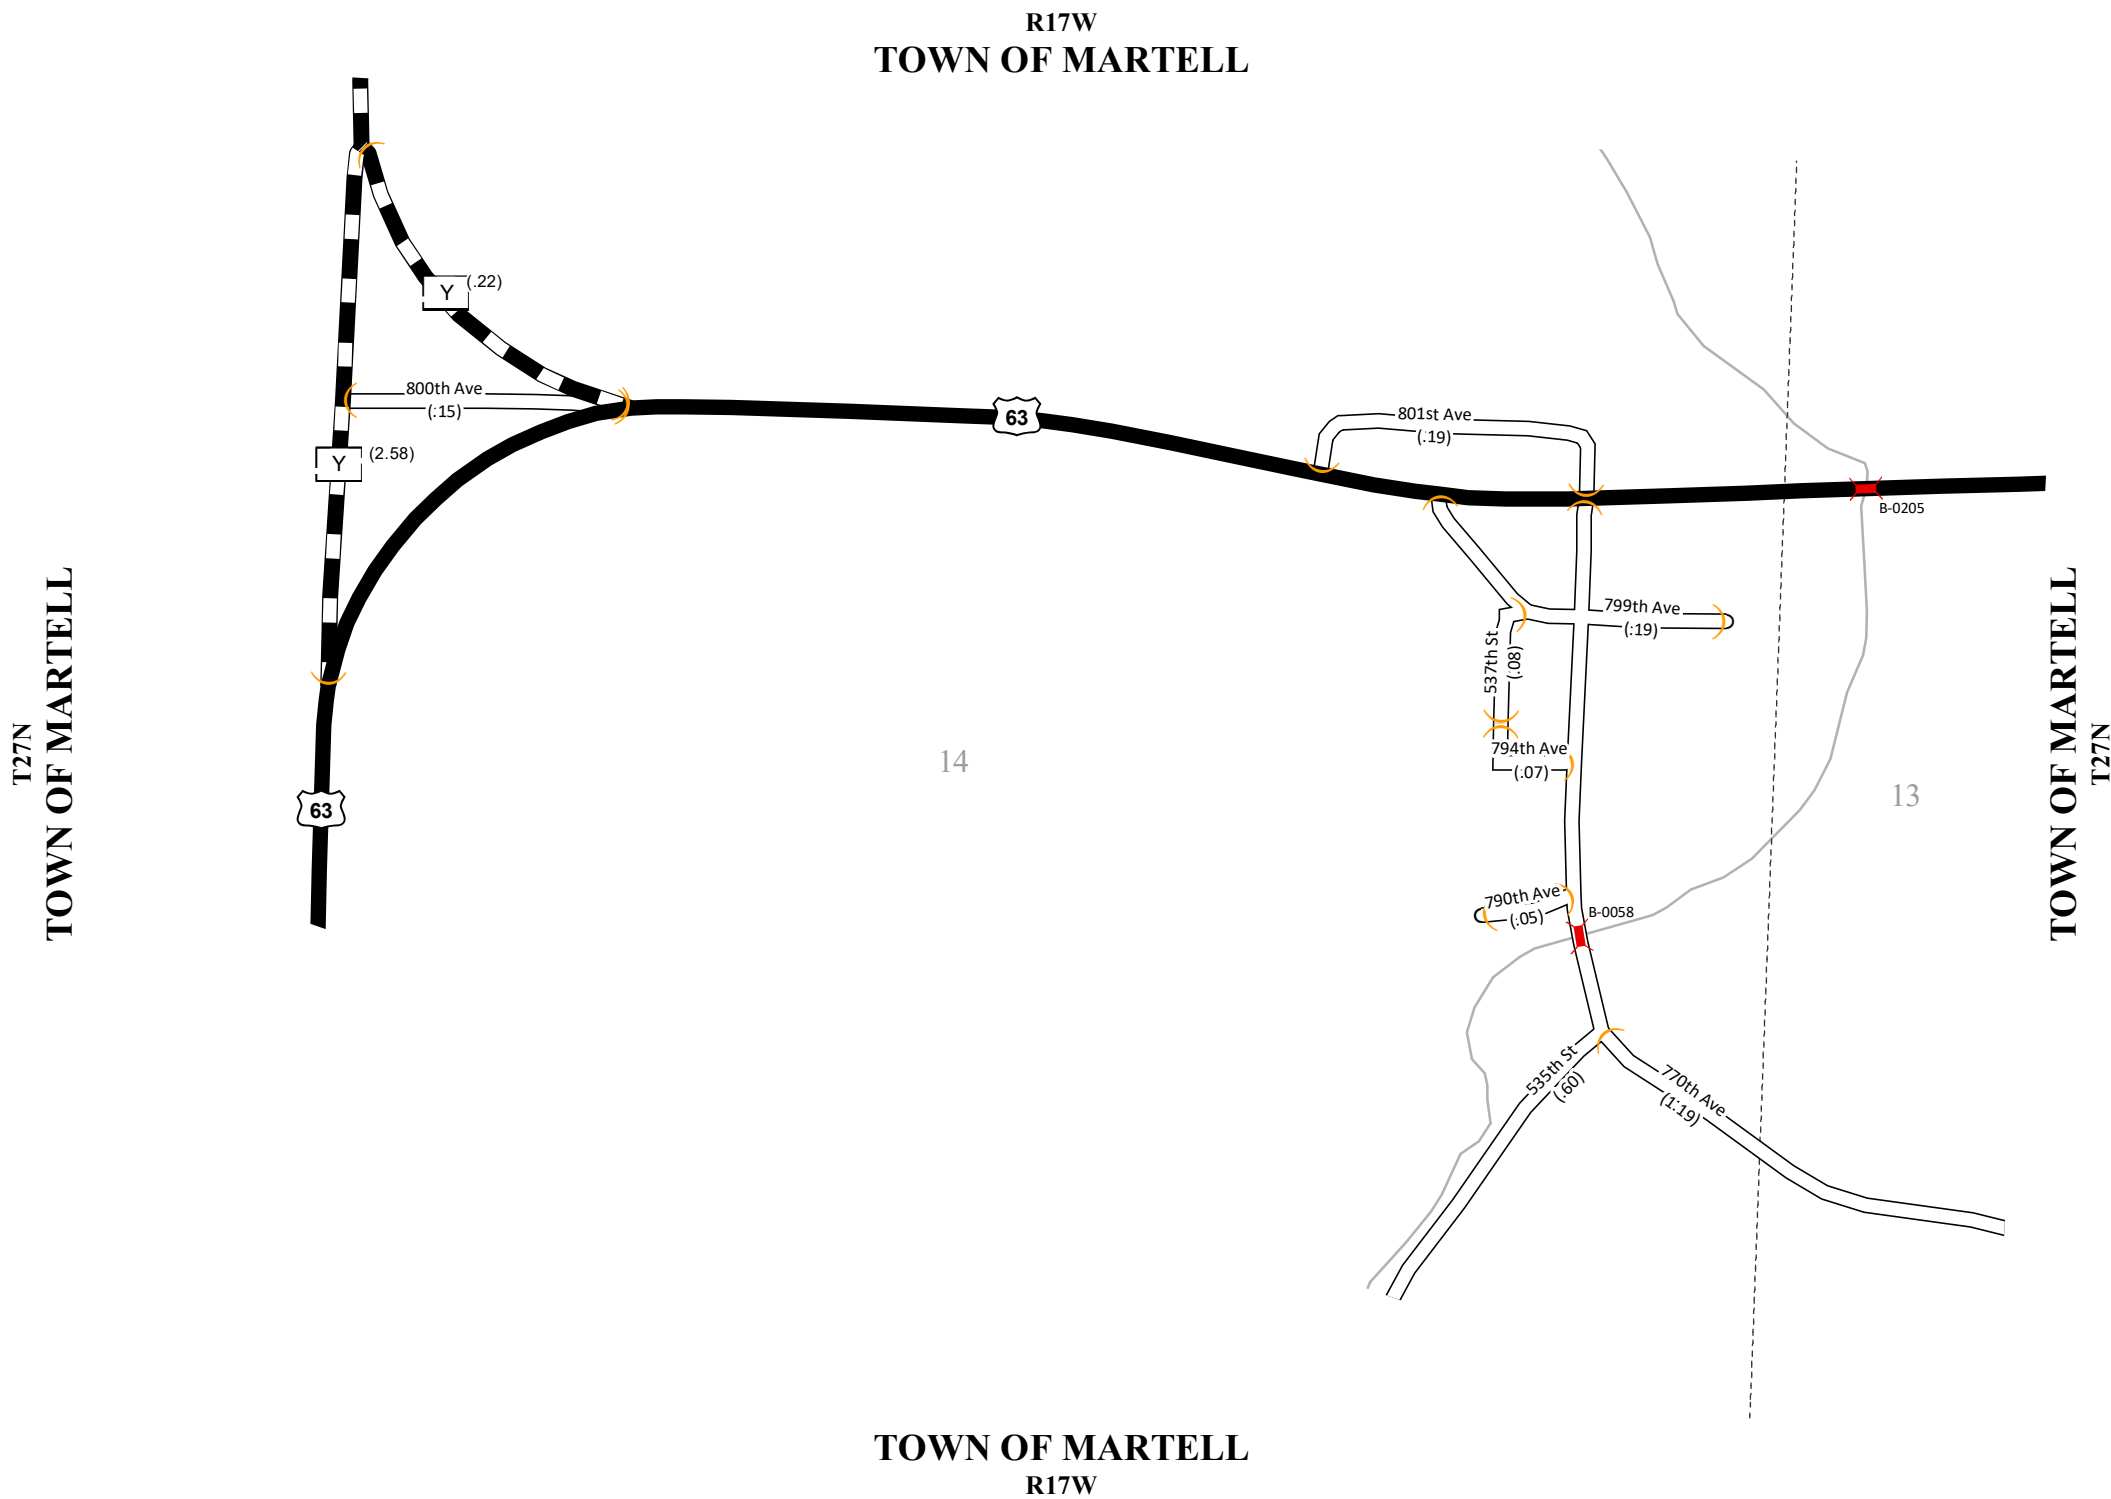 R17W
TOWN OF MARTELL
Y
(.22)
800th Ave
(.15)
63
801st Ave
(.19)
Y
(2.58)
B-0205
799th Ave
(.19)
537th St
(.08)
T27N
TOWN OF MARTELL
TOWN OF MARTELL
T27N
794th Ave
(.07)
14
13
63
790th Ave
(.05)
B-0058
535th St
(.60)
770th Ave
(1.19)
TOWN OF MARTELL
R17W